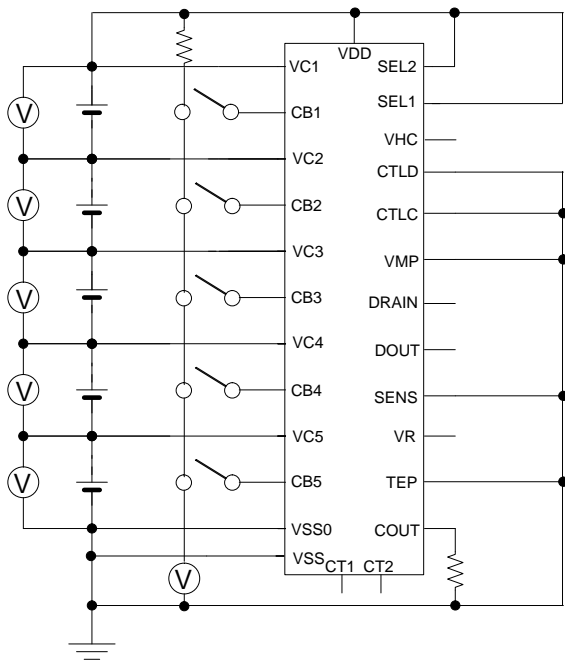 VDD
VC1
SEL2
SEL1
V
CB1
VHC
VC2
CTLD
V
CB2
CTLC
VC3
VMP
V
CB3
DRAIN
VC4
DOUT
V
CB4
SENS
VC5
VR
V
CB5
TEP
VSS0
COUT
VSS
CT1 CT2
V